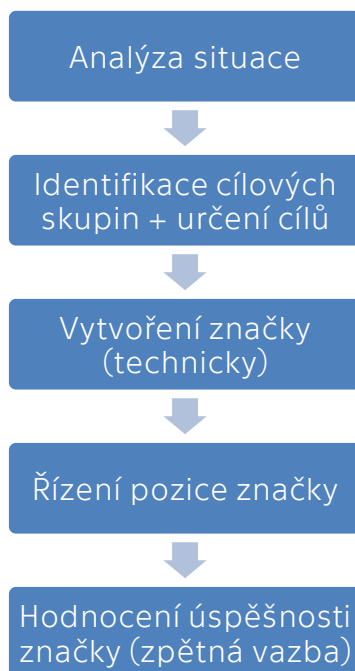 Analýza situace
Identifikace cílových
skupin + určení cílů
Vytvoření značky
(technicky)
Řízení pozice značky
Hodnocení úspěšnosti
značky (zpětná vazba)